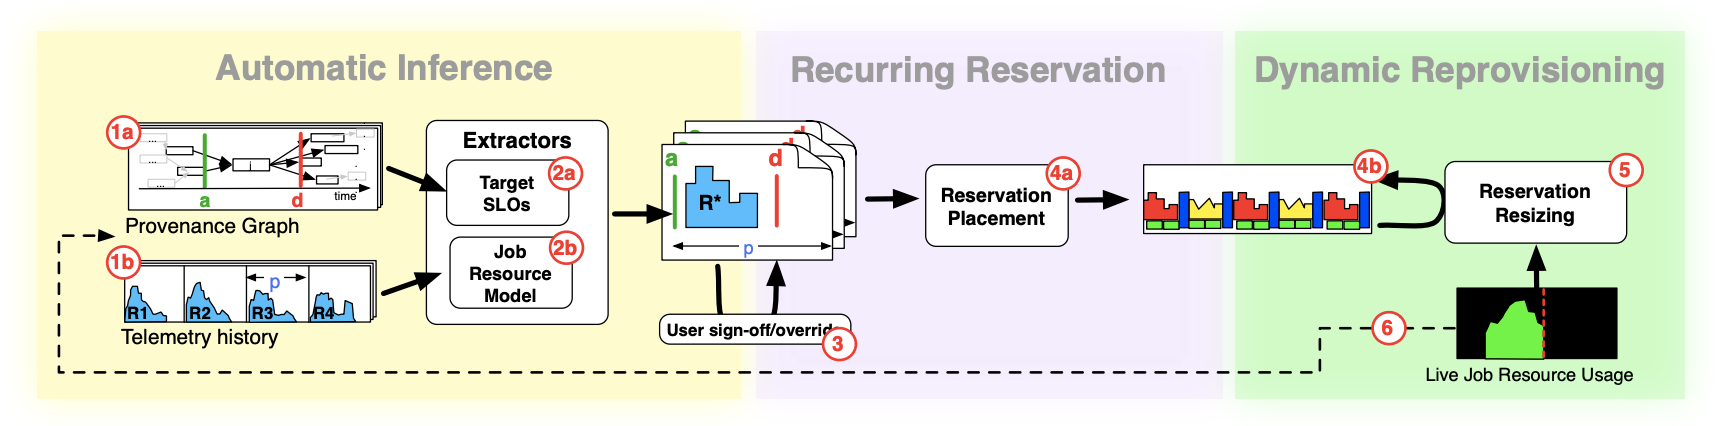 Automatic Inference
Recurring Reservation
Dynamic Reprovisioning
1a
...
...
...
...
...
i
time
a
d
Provenance Graph
1b
p
R1
R2
R3
R4
Telemetry history
Extractors
Target
SLOs
2a
Job
Resource
Model
2b
a
d
R*
p
User sign-off/overrid
3
Reservation
Placement
4a
4b
Reservation
Resizing
5
6
Live Job Resource Usage